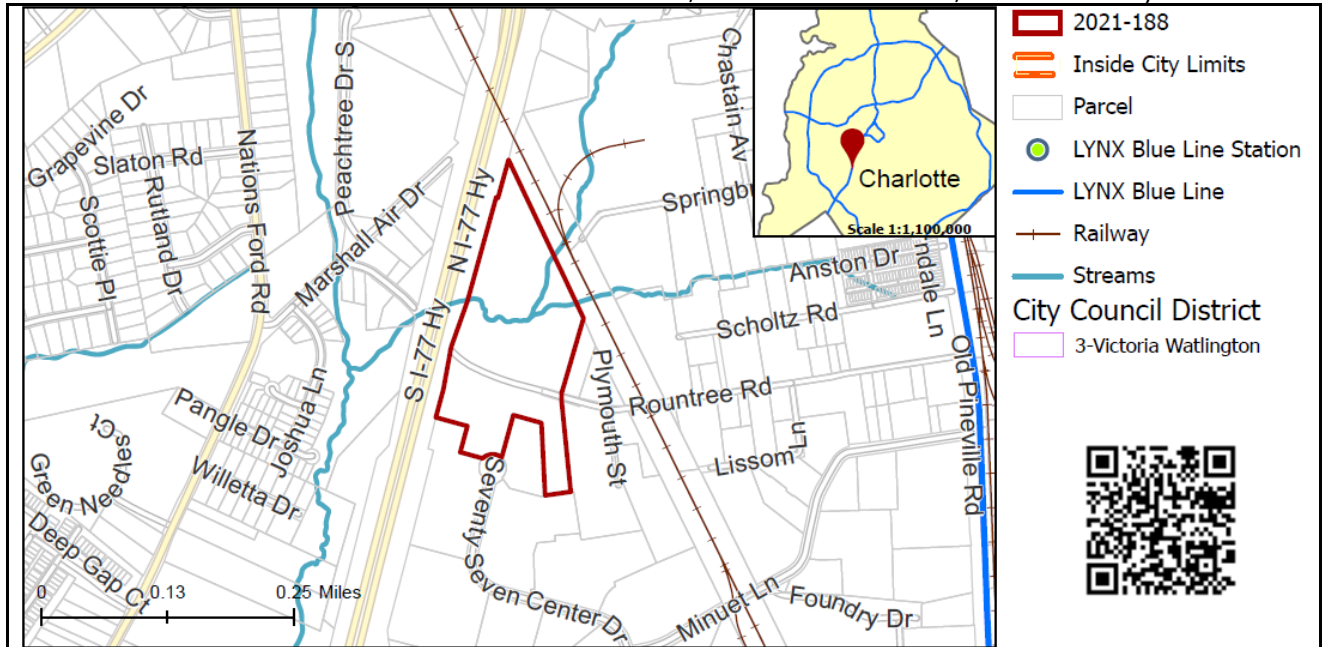 Grapevine Dr
Slaton Rd
Scottie Pl
Rutland Dr
Nations Ford Rd
Peachtree Dr S
Marshall Air Dr
N I-77 Hy
S I-77 Hy
Chastain Av
Charlotte
Scale 1:1,100,000
Anston Dr
Scholtz Rd
Old Pineville Rd
Plymouth St
Rountree Rd
Lissom
Ln
Pangle Dr
Joshua Ln
Willetta Dr
Green Needles Ct
Deep Gap Ct
Seventy Seven Center Dr
Minuet Ln
Foundry Dr
0
0.13
0.25 Miles
2021-188
Inside City Limits
Parcel
LYNX Blue Line Station
LYNX Blue Line
Railway
Streams
City Council District
3-Victoria Watlington